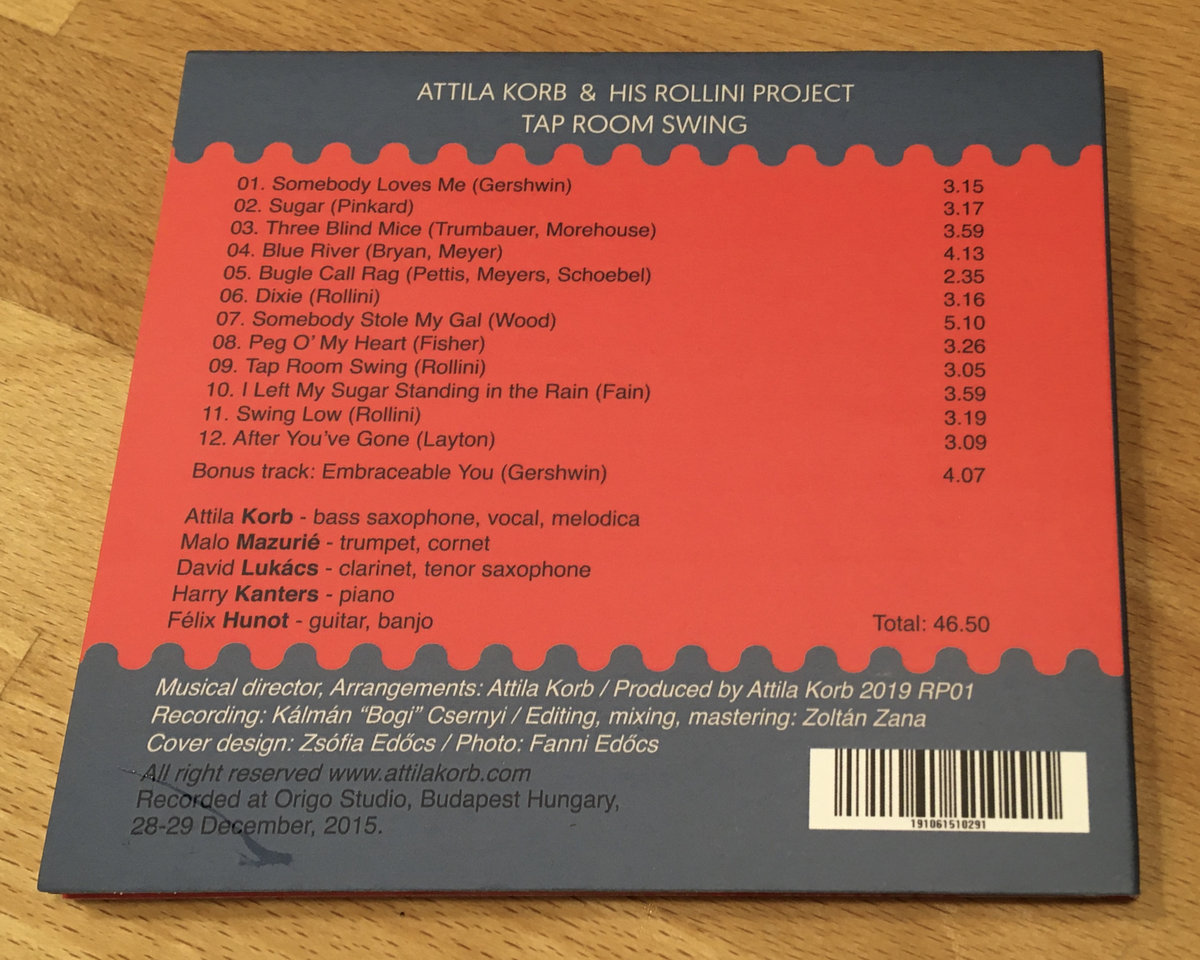 ATTILA KORB & HIS ROLLINI PROJECT
TAP ROOM SWING
01. Somebody Loves Me (Gershwin) 3.15
02. Sugar (Pinkard) 3.17
03. Three Blind Mice (Trumbauer, Morehouse) 3.59
04. Blue River (Bryan, Meyer) 4.13
05. Bugle Call Rag (Pettis, Meyers, Schoebel) 2.35
06. Dixie (Rollini) 3.16
07. Somebody Stole My Gal (Wood) 5.10
08. Peg O' My Heart (Fisher) 3.26
09. Tap Room Swing (Rollini) 3.05
10. I Left My Sugar Standing in the Rain (Fain) 3.59
11. Swing Low (Rollini) 3.19
12. After You've Gone (Layton) 3.09
Bonus track: Embraceable You (Gershwin) 4.07
Attila Korb - bass saxophone, vocal, melodica
Malo Mazurié - trumpet, cornet
David Lukács - clarinet, tenor saxophone
Harry Kanters - piano
Félix Hunot - guitar, banjo Total: 46.50
Musical director, Arrangements: Attila Korb / Produced by Attila Korb 2019 RP01
Recording: Kálmán “Bogi” Csernyi / Editing, mixing, mastering: Zoltán Zana
Cover design: Zsófia Edőcs / Photo: Fanni Edőcs
All right reserved www.attilakorb.com
Recorded at Origo Studio, Budapest Hungary,
28-29 December, 2015.
191061510291